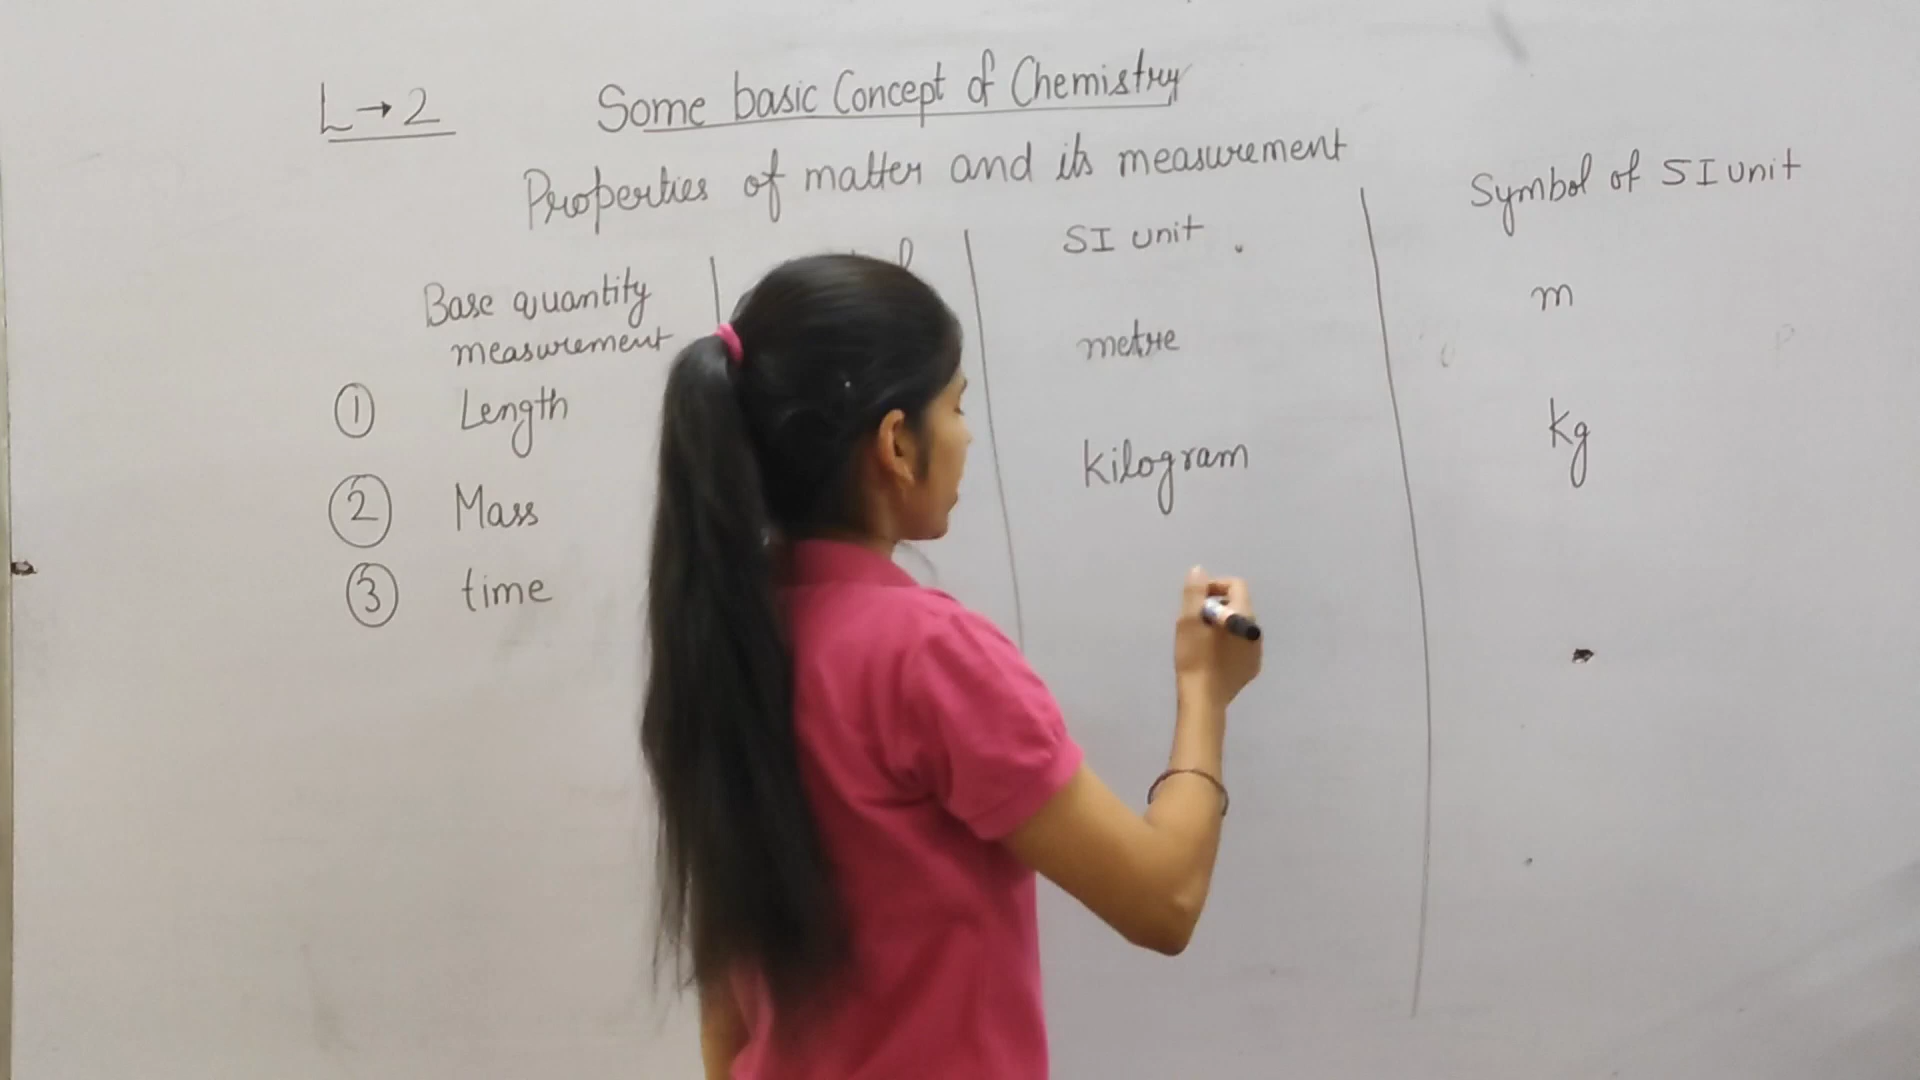 L → 2
Some basic Concept of Chemistry
Properties of matter and its measurement
Base quantity
measurement
SI unit .
Symbol of SI unit
① Length
metre
m
② Mass
kilogram
kg
③ time